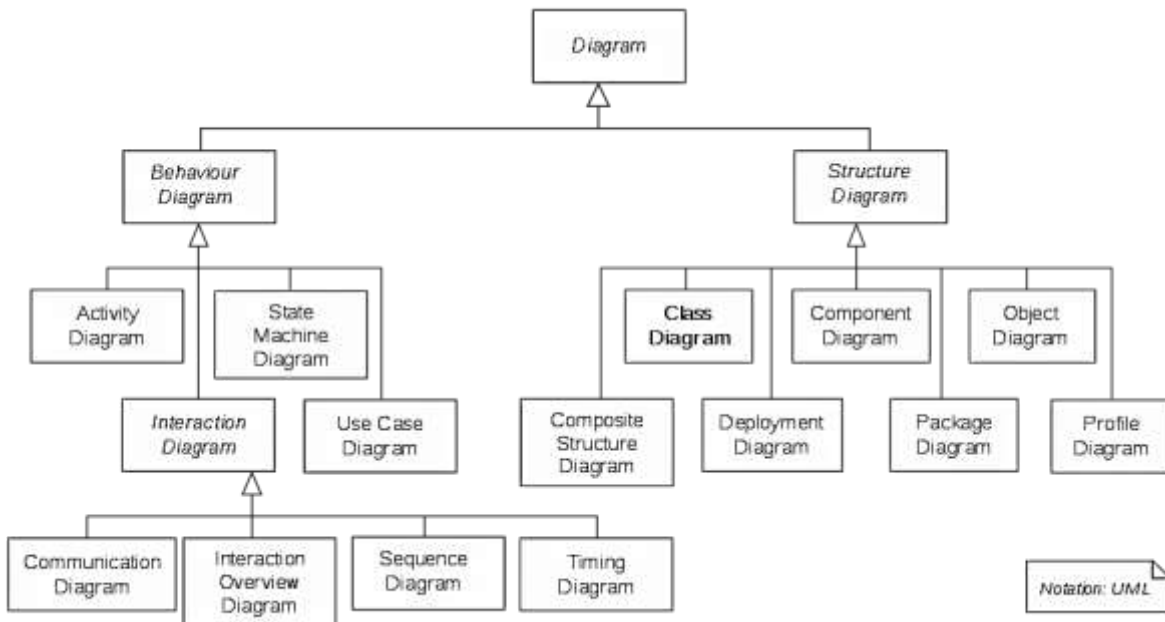 Diagram
Behaviour
Diagram
Structure
Diagram
Activity
Diagram
State
Machine
Diagram
Class
Diagram
Component
Diagram
Object
Diagram
Interaction
Diagram
Use Case
Diagram
Composite
Structure
Diagram
Deployment
Diagram
Package
Diagram
Profile
Diagram
Communication
Diagram
Interaction
Overview
Diagram
Sequence
Diagram
Timing
Diagram
Notation: UML